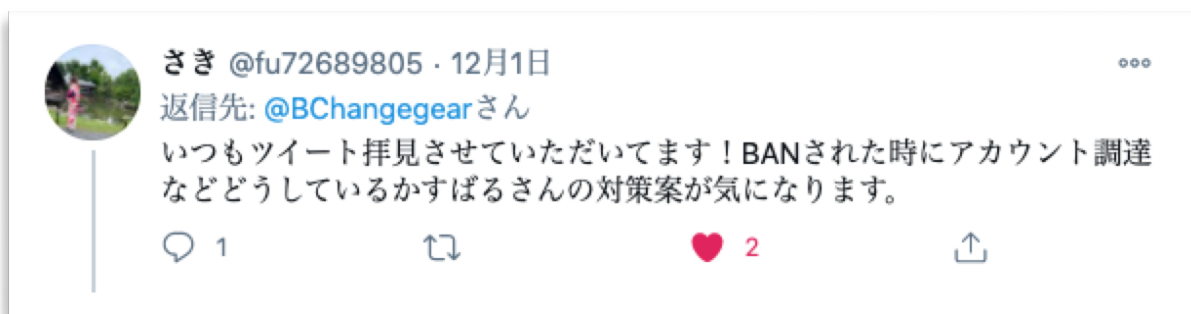 さき @fu72689805 · 12月1日
返信先: @BChangegearさん
いつもツイート拝見させていただいてます！BANされた時にアカウント調達
などどうしているかすばるさんの対策案が気になります。
1 2